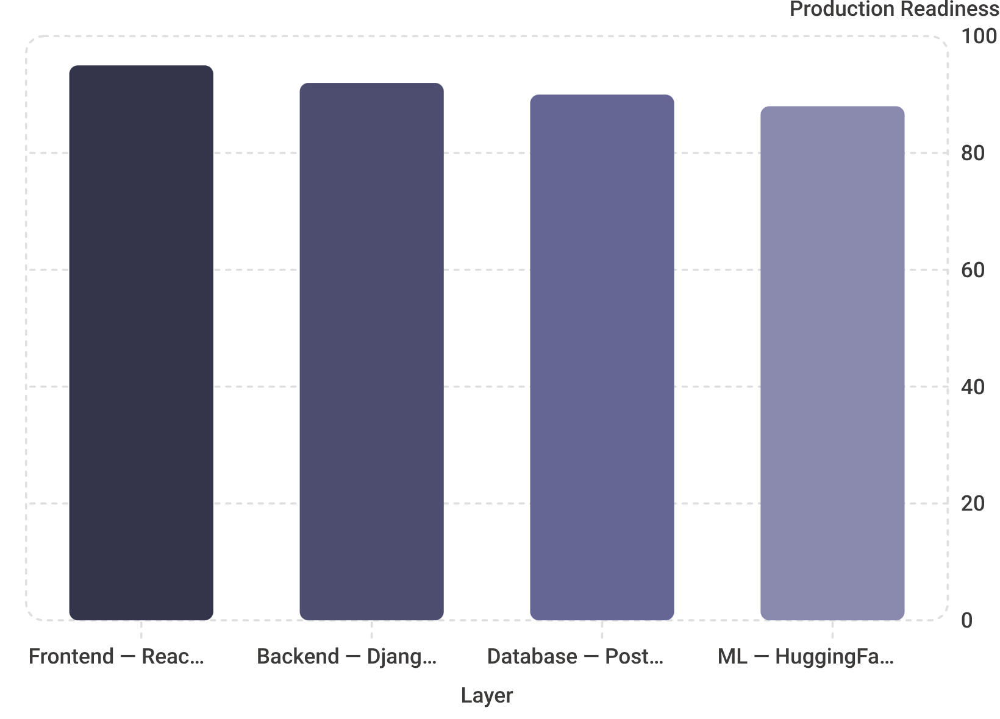 Production Readiness
100
80
60
40
20
0
Frontend — Reac...
Backend — Djang...
Database — Post...
ML — HuggingFa...
Layer